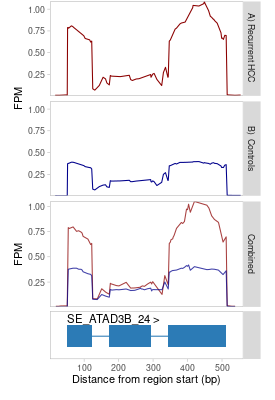 A) Recurrent HCC
1.00
0.75
0.50
0.25
FPM
B) Controls
1.00
0.75
0.50
0.25
Combined
1.00
0.75
0.50
0.25
FPM
SE_ATAD3B_24 >
100 200 300 400 500
Distance from region start (bp)